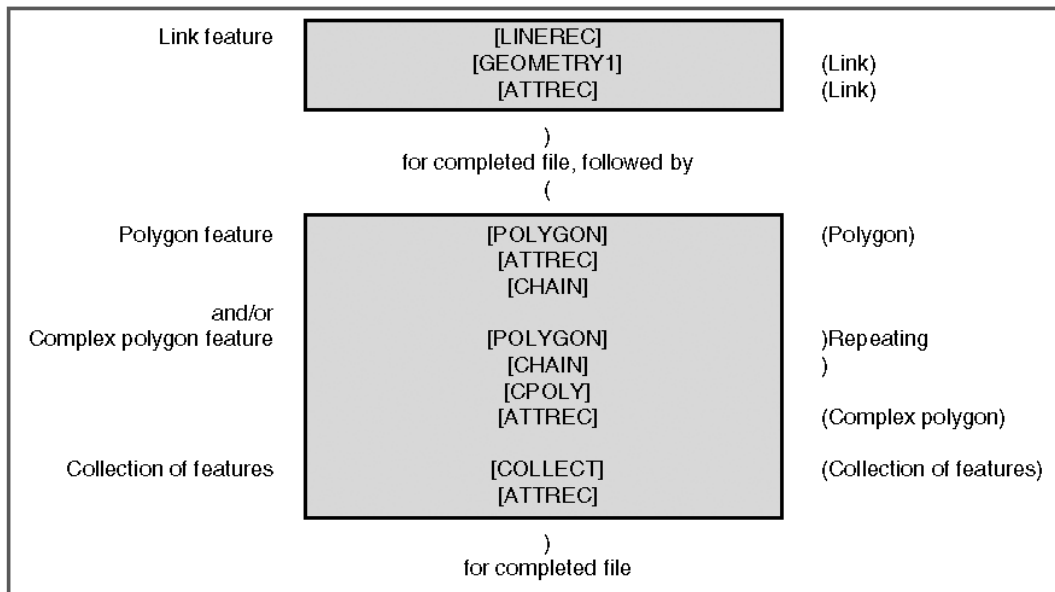 Link feature [LINEREC]
[GEOMETRY1] (Link)
[ATTREC] (Link)
)
for completed file, followed by
(
Polygon feature [POLYGON] (Polygon)
[ATTREC]
[CHAIN]
and/or
Complex polygon feature [POLYGON] )Repeating
[CHAIN] )
[CPOLY]
[ATTREC] (Complex polygon)
Collection of features [COLLECT] (Collection of features)
[ATTREC]
)
for completed file